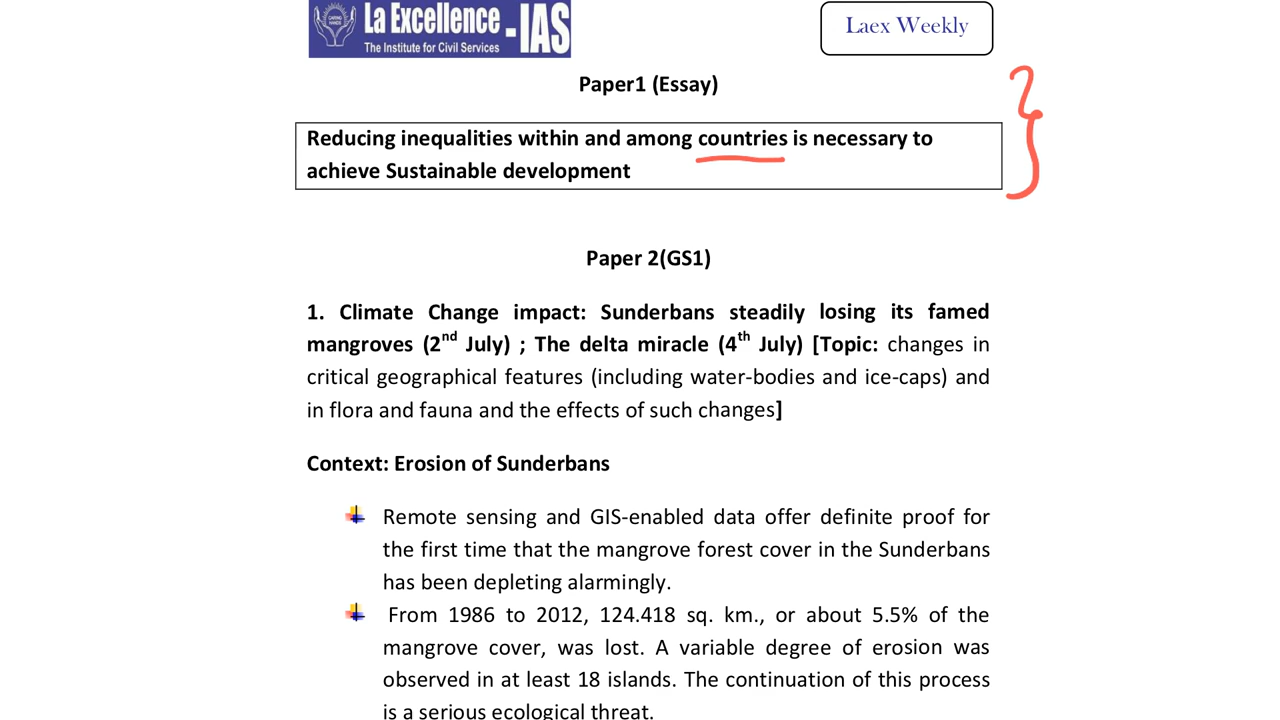 La Excellence -IAS
The Institute for Civil Services
CARING HANDS
Laex Weekly
Paper1 (Essay)
Reducing inequalities within and among countries is necessary to
achieve Sustainable development
Paper 2(GS1)
1. Climate Change impact: Sunderbans steadily losing its famed
mangroves (2nd July) ; The delta miracle (4th July) [Topic: changes in
critical geographical features (including water-bodies and ice-caps) and
in flora and fauna and the effects of such changes]
Context: Erosion of Sunderbans
Remote sensing and GIS-enabled data offer definite proof for
the first time that the mangrove forest cover in the Sunderbans
has been depleting alarmingly.
From 1986 to 2012, 124.418 sq. km., or about 5.5% of the
mangrove cover, was lost. A variable degree of erosion was
observed in at least 18 islands. The continuation of this process
is a serious ecological threat.